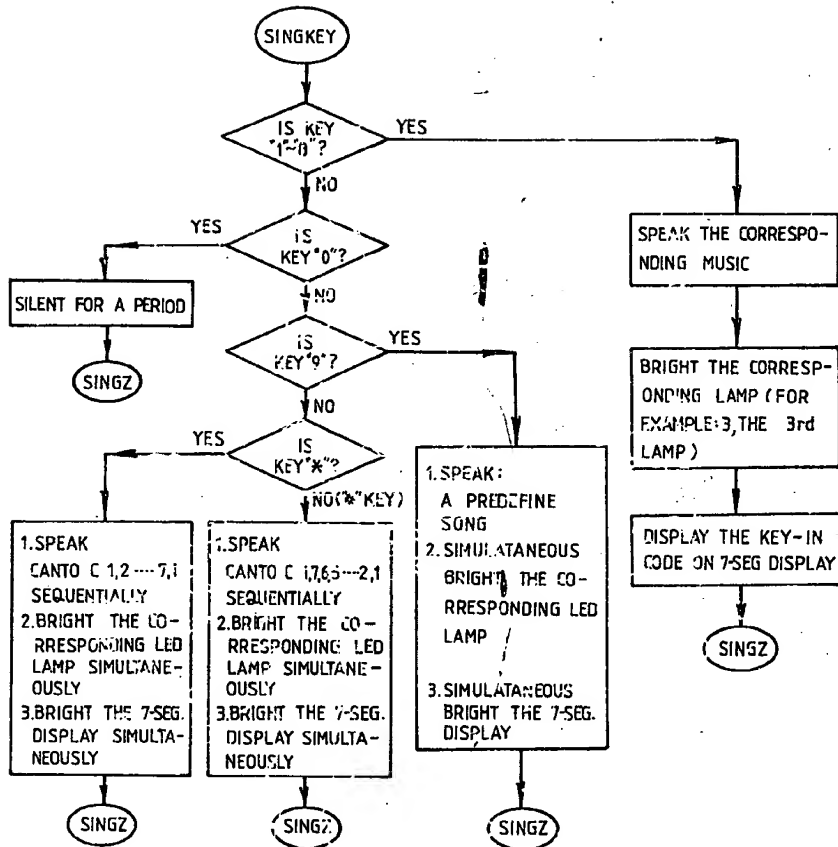 SINGKEY
IS KEY
"1"~"8"?
YES
NO
IS
KEY "0"?
YES
NO
SILENT FOR A PERIOD
SINGZ
IS
KEY "9"?
YES
NO
IS
KEY "*"?
YES
NO("*"KEY)
1.SPEAK
CANTO C 1,2----7,1
SEQUENTIALLY
2.BRIGHT THE CO-
RRESPONDING LED
LAMP SIMULTANE-
OUSLY
3.BRIGHT THE 7-SEG.
DISPLAY SIMULTA-
NEOUSLY
SINGZ
1.SPEAK
CANTO C 1,7,6,5---2,1
SEQUENTIALLY
2.BRIGHT THE CO-
RRESPONDING LED
LAMP SIMULTANE-
OUSLY
3.BRIGHT THE 7-SEG.
DISPLAY SIMULTA-
NEOUSLY
SINGZ
1.SPEAK:
A PREDEFINE
SONG
2. SIMULATANEOUS
BRIGHT THE CO-
RRESPONDING LED
LAMP
3. SIMULATANEOUS
BRIGHT THE 7-SEG.
DISPLAY
SINGZ
SPEAK THE CORRESPO-
NDING MUSIC
BRIGHT THE CORRESP-
ONDING LAMP (FOR
EXAMPLE:3,THE 3rd
LAMP)
DISPLAY THE KEY-IN
CODE ON 7-SEG DISPLAY
SINGZ